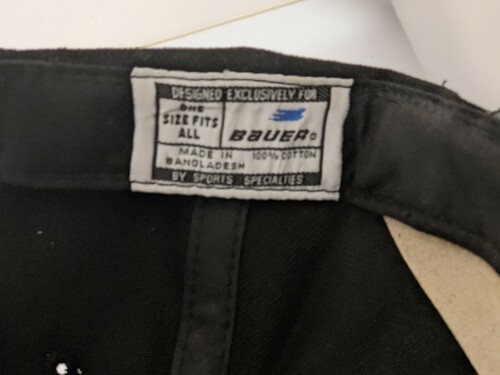 DESIGNED EXCLUSIVELY FOR
ONE
SIZE FITS
ALL
BAUER
MADE IN
BANGLADESH
100% COTTON
BY SPORTS SPECIALTIES